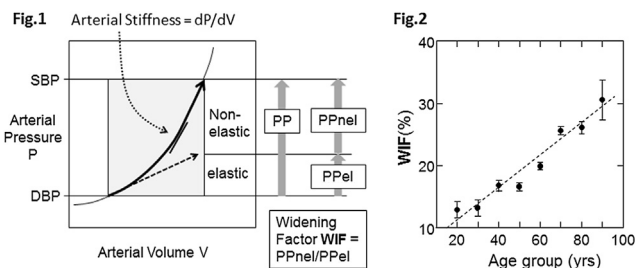 Fig.1
Arterial Stiffness = dP/dV
SBP
Arterial
Pressure
P
DBP
Non-
elastic
elastic
PP
PPnel
PPel
Arterial Volume V
Widening
Factor WIF =
PPnel/PPel
Fig.2
WIF(%)
40
30
20
10
20 40 60 80 100
Age group (yrs)